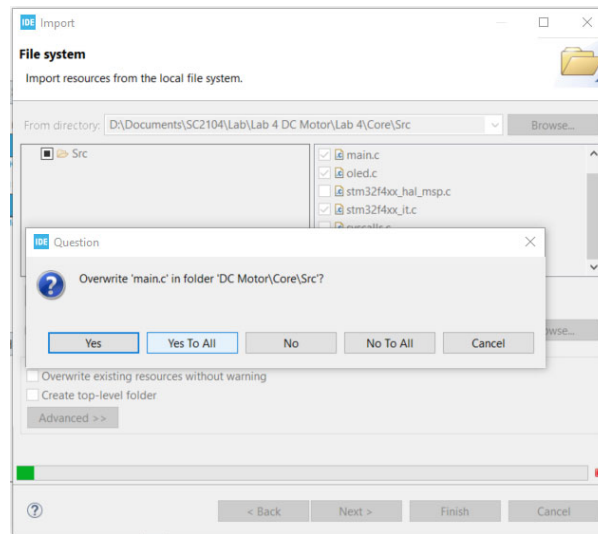 IDE Import
File system
Import resources from the local file system.
From directory: D:\Documents\SC2104\Lab\Lab 4 DC Motor\Lab 4\Core\Src
Browse...
Src
main.c
oled.c
stm32f4xx_hal_msp.c
stm32f4xx_it.c
syscalls.c
IDE Question
Overwrite 'main.c' in folder 'DC Motor\Core\Src'?
Yes Yes To All No No To All Cancel
Overwrite existing resources without warning
Create top-level folder
Advanced >>
? < Back Next > Finish Cancel